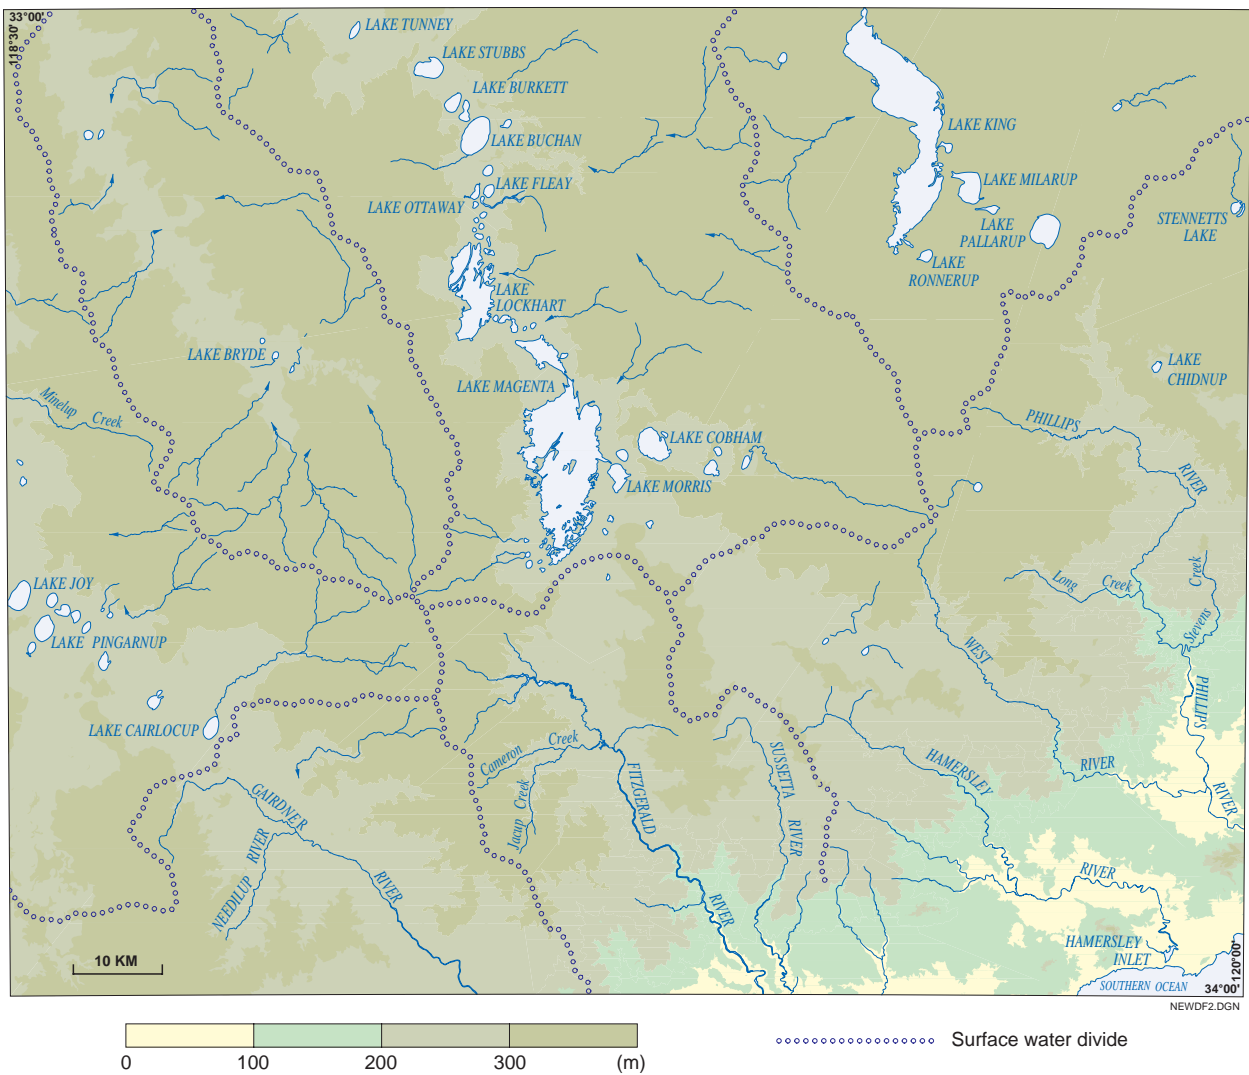 33°00'
118°30'
LAKE TUNNEY
LAKE STUBBS
LAKE BURKETT
LAKE BUCHAN
LAKE KING
LAKE FLEAY
LAKE MILARUP
LAKE OTTAWAY
LAKE
PALLARUP
STENNETTS
LAKE
LAKE
RONNERUP
LAKE
LOCKHART
LAKE BRYDE
LAKE
CHIDNUP
LAKE MAGENTA
Minelup Creek
PHILLIPS
RIVER
LAKE COBHAM
LAKE MORRIS
LAKE JOY
Long Creek
Stevens Creek
LAKE PINGARNUP
WEST
RIVER
PHILLIPS
RIVER
LAKE CAIRLOCUP
Cameron Creek
Jacup Creek
FITZGERALD
RIVER
SUSSETTA
RIVER
HAMERSLEY
RIVER
GAIRDNER
RIVER
NEEDILUP RIVER
HAMERSLEY
INLET
SOUTHERN OCEAN
10 KM
120°00'
34°00'
NEWDF2.DGN
0 100 200 300 (m)
Surface water divide